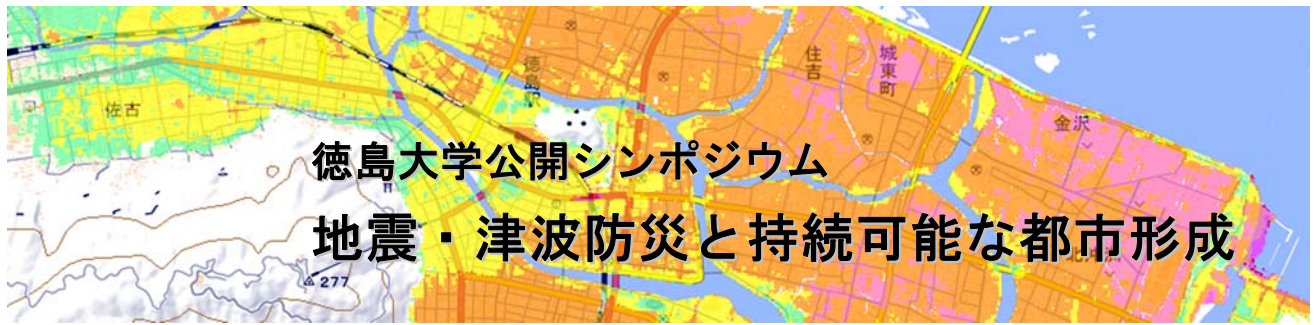 徳島駅
住吉
城東町
佐古
金沢
徳島大学公開シンポジウム
地震・津波防災と持続可能な都市形成
277